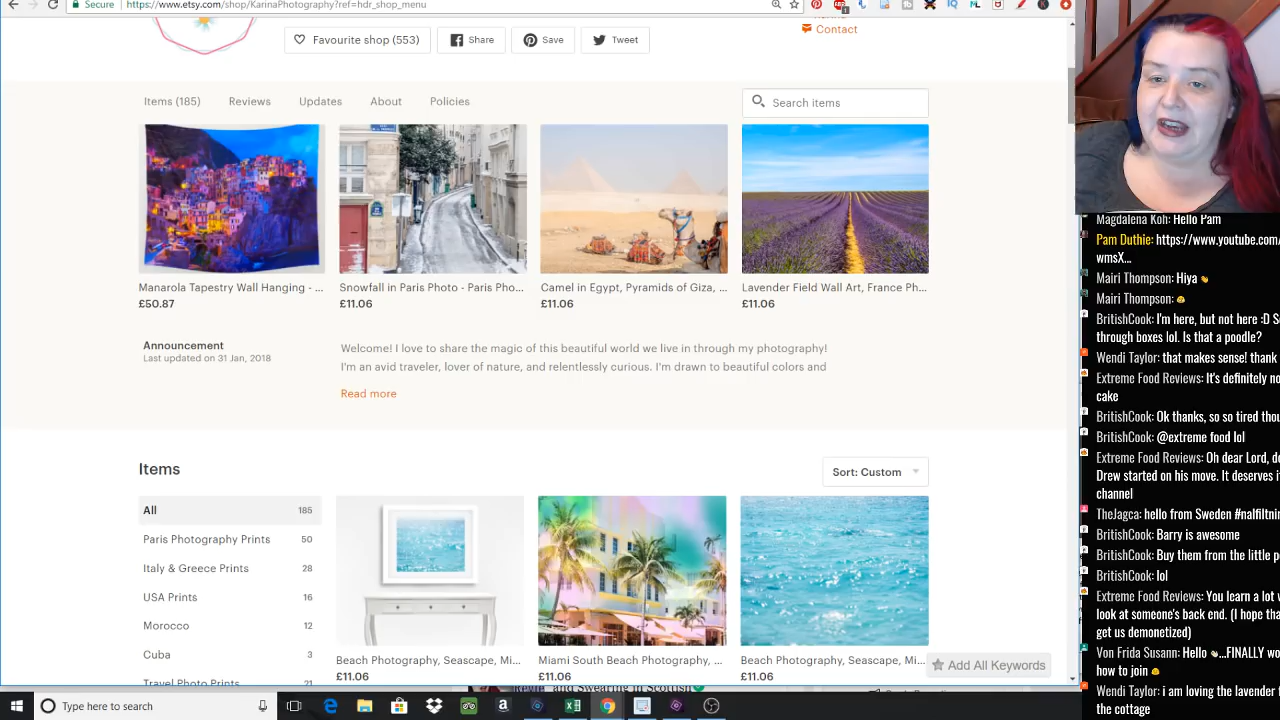 Secure https://www.etsy.com/shop/KarinaPhotography?ref=hdr_shop_menu
Favourite shop (553)
Share
Save
Tweet
Contact
Items (185)
Reviews
Updates
About
Policies
Search items
Manarola Tapestry Wall Hanging - ...
£50.87
Snowfall in Paris Photo - Paris Pho...
£11.06
Camel in Egypt, Pyramids of Giza, ...
£11.06
Lavender Field Wall Art, France Ph...
£11.06
Announcement
Last updated on 31 Jan, 2018
Welcome! I love to share the magic of this beautiful world we live in through my photography!
I'm an avid traveler, lover of nature, and relentlessly curious. I'm drawn to beautiful colors and
Read more
Items
Sort: Custom
All 185
Paris Photography Prints 50
Italy & Greece Prints 28
USA Prints 16
Morocco 12
Cuba 3
Travel Photo Prints
Beach Photography, Seascape, Mi...
£11.06
Miami South Beach Photography, ...
£11.06
Beach Photography, Seascape, Mi...
£11.06
Add All Keywords
and Swearing in Scottish
Type here to search
Magdalena Koh: Hello Pam
Pam Duthie: https://www.youtube.com/
wmsX...
Mairi Thompson: Hiya
Mairi Thompson:
BritishCook: I'm here, but not here :D S
through boxes lol. Is that a poodle?
Wendi Taylor: that makes sense! thank
Extreme Food Reviews: It's definitely no
cake
BritishCook: Ok thanks, so so tired thou
BritishCook: @extreme food lol
Extreme Food Reviews: Oh dear Lord, d
Drew started on his move. It deserves i
channel
TheJagca: hello from Sweden #nalfiltnin
BritishCook: Barry is awesome
BritishCook: Buy them from the little p
BritishCook: lol
Extreme Food Reviews: You learn a lot
look at someone's back end. (I hope tha
get us demonetized)
Von Frida Susann: Hello ...FINALLY wo
how to join
Wendi Taylor: i am loving the lavender f
the cottage